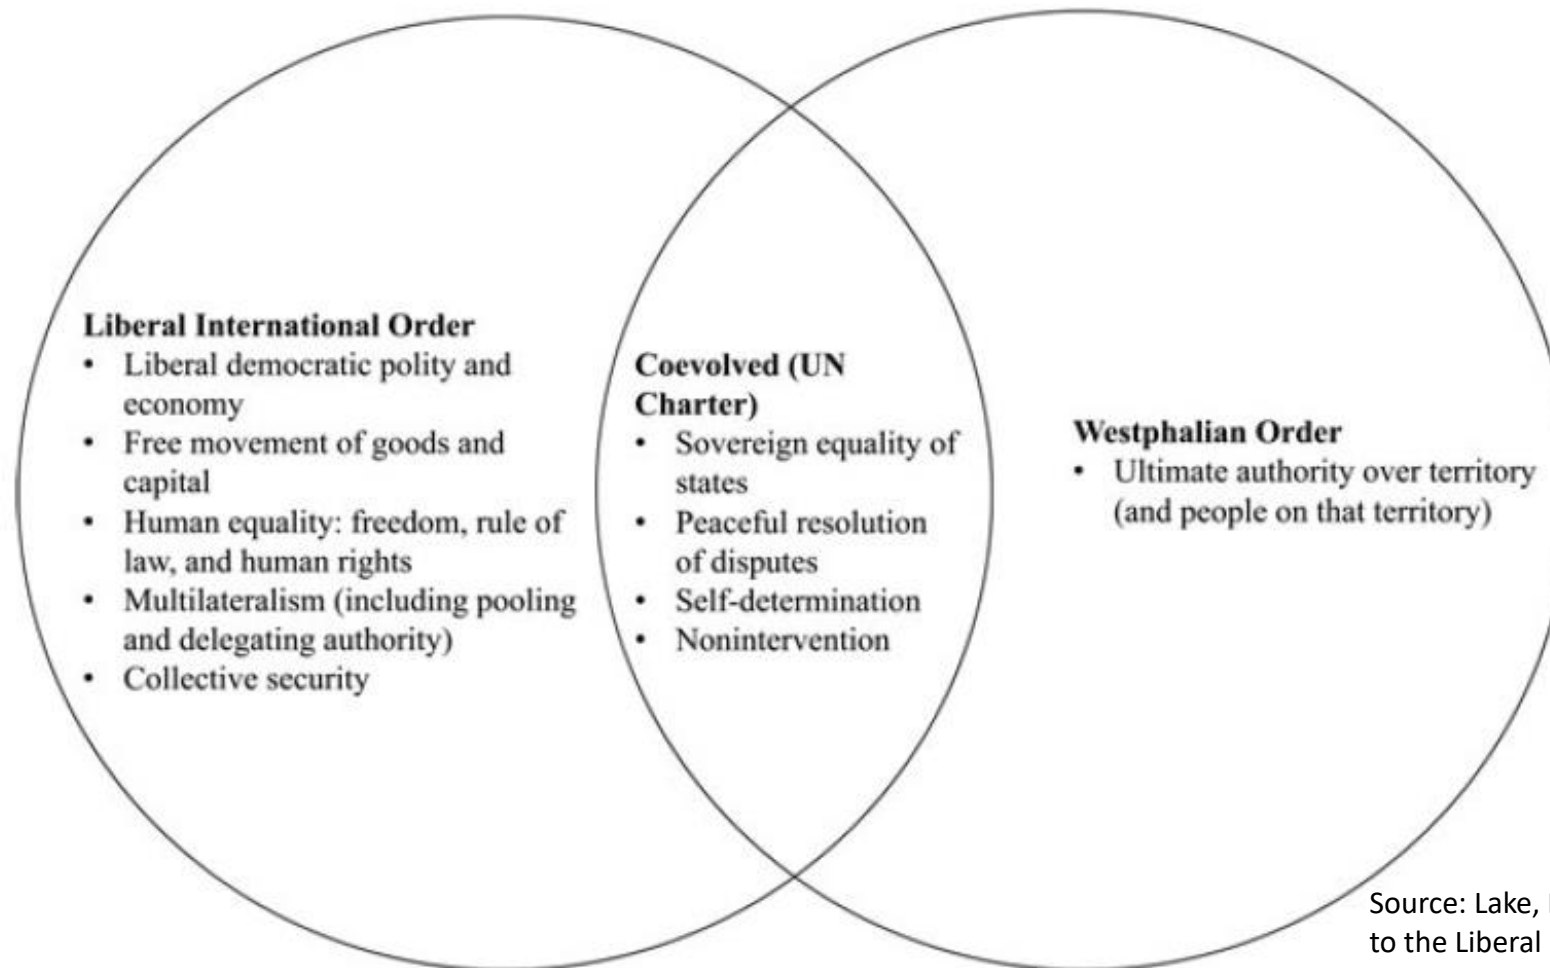 Liberal International Order
• Liberal democratic polity and
economy
• Free movement of goods and
capital
• Human equality: freedom, rule of
law, and human rights
• Multilateralism (including pooling
and delegating authority)
• Collective security
Coevolved (UN
Charter)
• Sovereign equality of
states
• Peaceful resolution
of disputes
• Self-determination
• Nonintervention
Westphalian Order
• Ultimate authority over territory
(and people on that territory)
Source: Lake,
to the Liberal